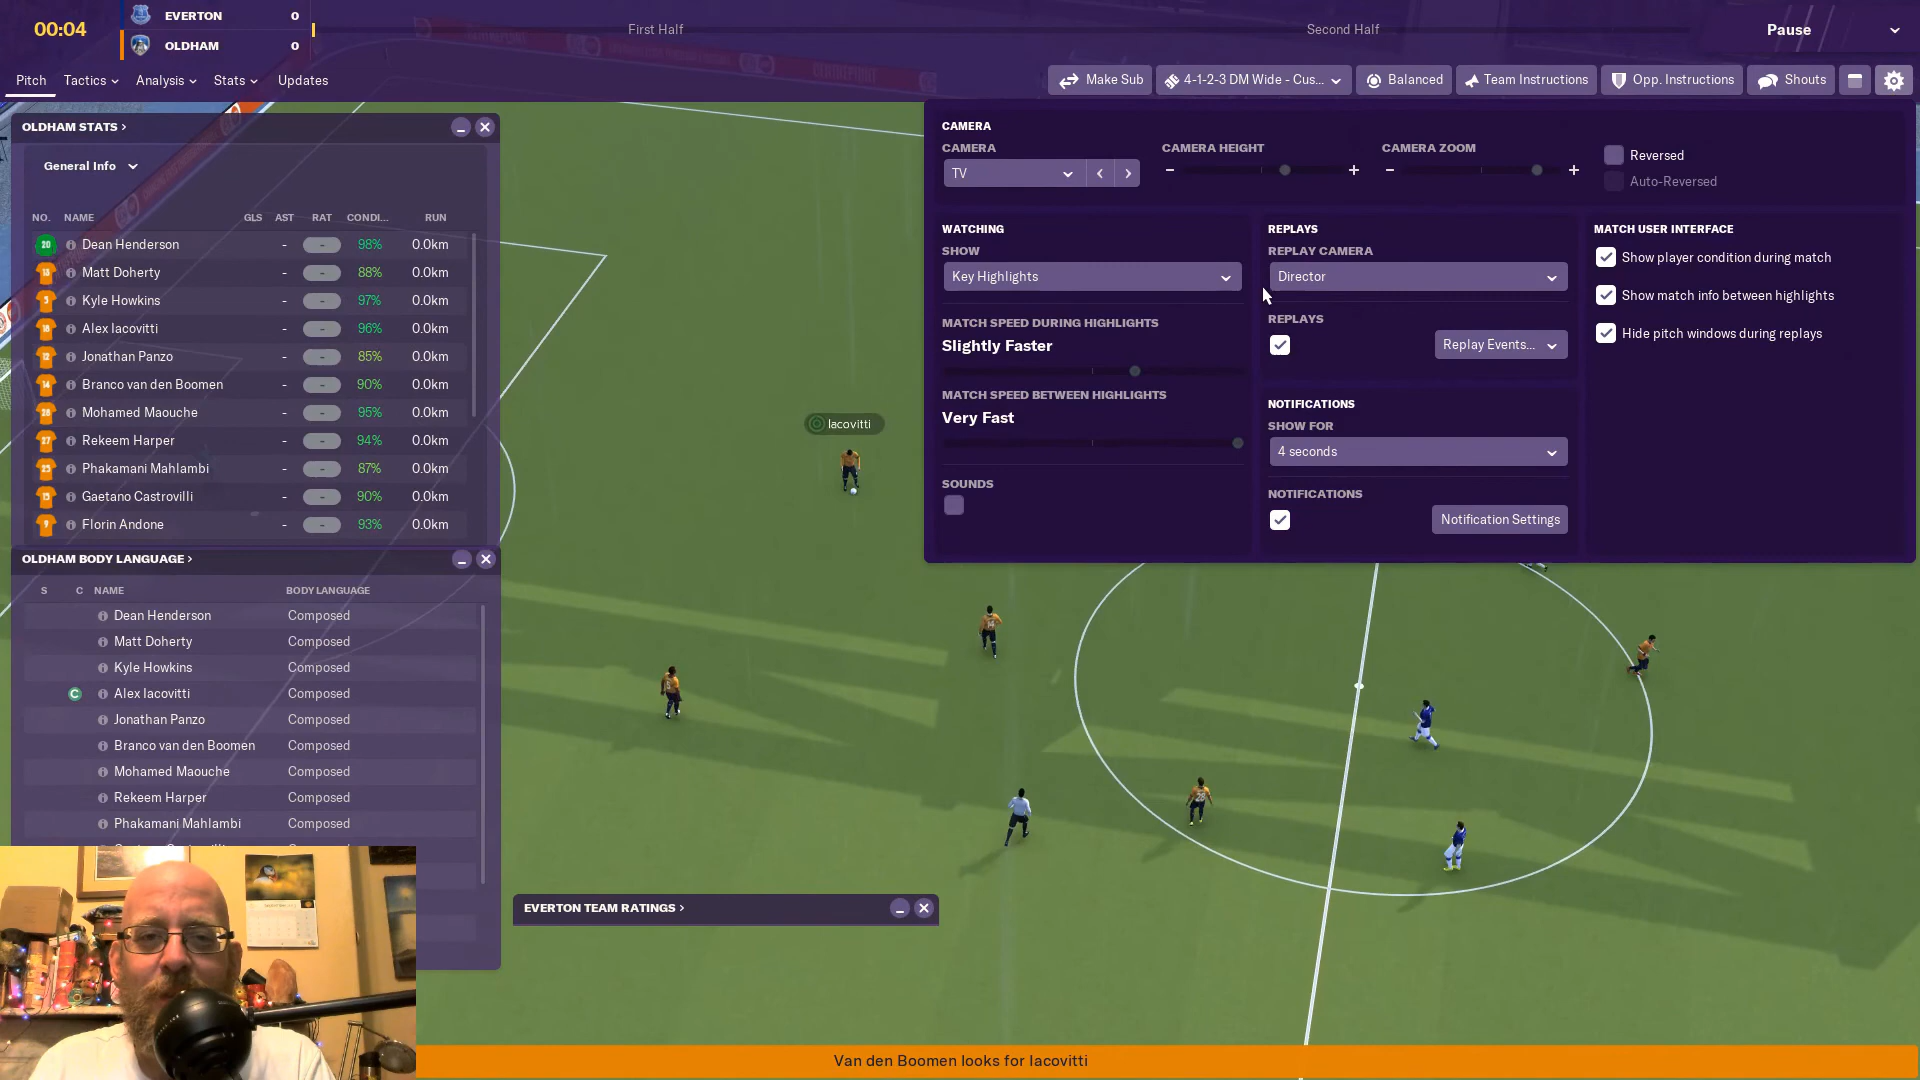 00:04
EVERTON 0
OLDHAM 0
First Half
Second Half
Pause
Pitch Tactics Analysis Stats Updates
Make Sub 4-1-2-3 DM Wide - Cus... Balanced Team Instructions Opp. Instructions Shouts
OLDHAM STATS >
General Info
NO. NAME GLS AST RAT CONDI... RUN
20 Dean Henderson - - 98% 0.0km
13 Matt Doherty - - 88% 0.0km
5 Kyle Howkins - - 97% 0.0km
18 Alex Iacovitti - - 96% 0.0km
12 Jonathan Panzo - - 85% 0.0km
14 Branco van den Boomen - - 90% 0.0km
28 Mohamed Maouche - - 95% 0.0km
27 Rekeem Harper - - 94% 0.0km
23 Phakamani Mahlambi - - 87% 0.0km
15 Gaetano Castrovilli - - 90% 0.0km
9 Florin Andone - - 93% 0.0km
OLDHAM BODY LANGUAGE >
S C NAME BODY LANGUAGE
Dean Henderson Composed
Matt Doherty Composed
Kyle Howkins Composed
C Alex Iacovitti Composed
Jonathan Panzo Composed
Branco van den Boomen Composed
Mohamed Maouche Composed
Rekeem Harper Composed
Phakamani Mahlambi Composed
CAMERA
CAMERA
TV
CAMERA HEIGHT
- +
CAMERA ZOOM
- +
Reversed
Auto-Reversed
WATCHING
SHOW
Key Highlights
MATCH SPEED DURING HIGHLIGHTS
Slightly Faster
MATCH SPEED BETWEEN HIGHLIGHTS
Very Fast
SOUNDS
REPLAYS
REPLAY CAMERA
Director
REPLAYS
Replay Events...
NOTIFICATIONS
SHOW FOR
4 seconds
NOTIFICATIONS
Notification Settings
MATCH USER INTERFACE
Show player condition during match
Show match info between highlights
Hide pitch windows during replays
Iacovitti
EVERTON TEAM RATINGS >
Van den Boomen looks for Iacovitti